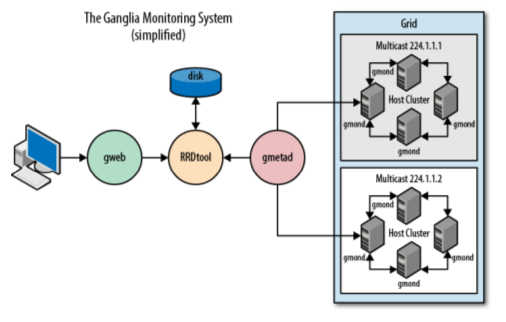 The Ganglia Monitoring System
(simplified)
disk
gweb
RRDtool
gmetad
Grid
Multicast 224.1.1.1
gmond
Host Cluster
gmond
gmond
gmond
Multicast 224.1.1.2
gmond
Host Cluster
gmond
gmond
gmond